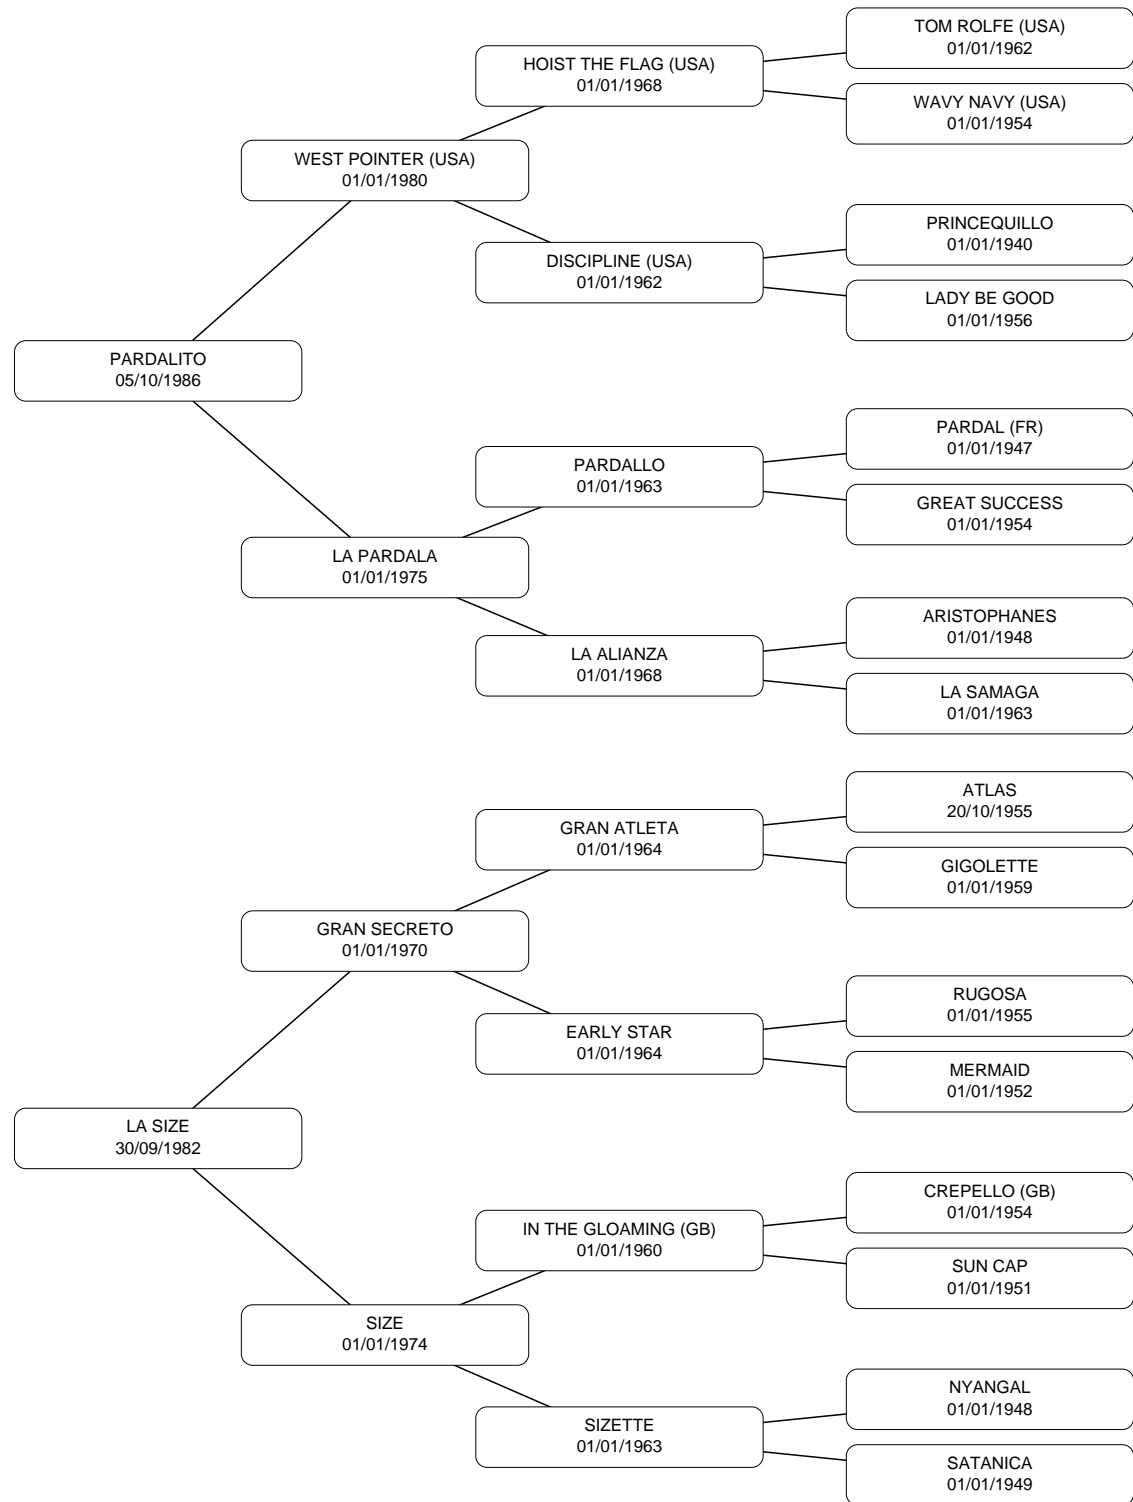 TOM ROLFE (USA)
01/01/1962
HOIST THE FLAG (USA)
01/01/1968
WAVY NAVY (USA)
01/01/1954
WEST POINTER (USA)
01/01/1980
PRINCEQUILLO
01/01/1940
DISCIPLINE (USA)
01/01/1962
LADY BE GOOD
01/01/1956
PARDALITO
05/10/1986
PARDAL (FR)
01/01/1947
PARDALLO
01/01/1963
GREAT SUCCESS
01/01/1954
LA PARDALA
01/01/1975
ARISTOPHANES
01/01/1948
LA ALIANZA
01/01/1968
LA SAMAGA
01/01/1963
ATLAS
20/10/1955
GRAN ATLETA
01/01/1964
GIGOLETTE
01/01/1959
GRAN SECRETO
01/01/1970
RUGOSA
01/01/1955
EARLY STAR
01/01/1964
MERMAID
01/01/1952
LA SIZE
30/09/1982
CREPELLO (GB)
01/01/1954
IN THE GLOAMING (GB)
01/01/1960
SUN CAP
01/01/1951
SIZE
01/01/1974
NYANGAL
01/01/1948
SIZETTE
01/01/1963
SATANICA
01/01/1949